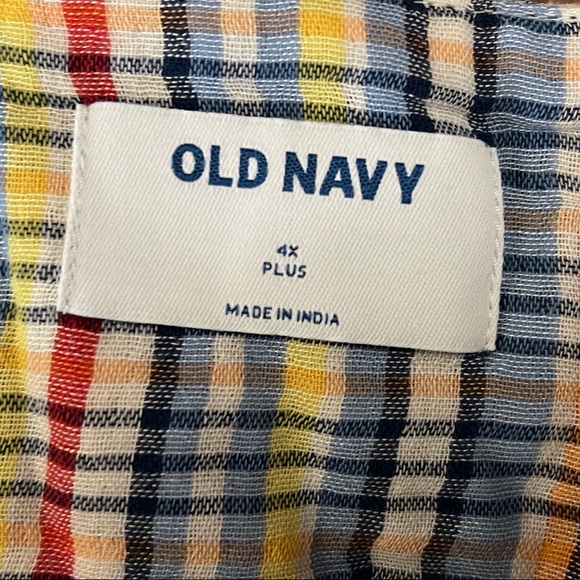 OLD NAVY
4X
PLUS
MADE IN INDIA